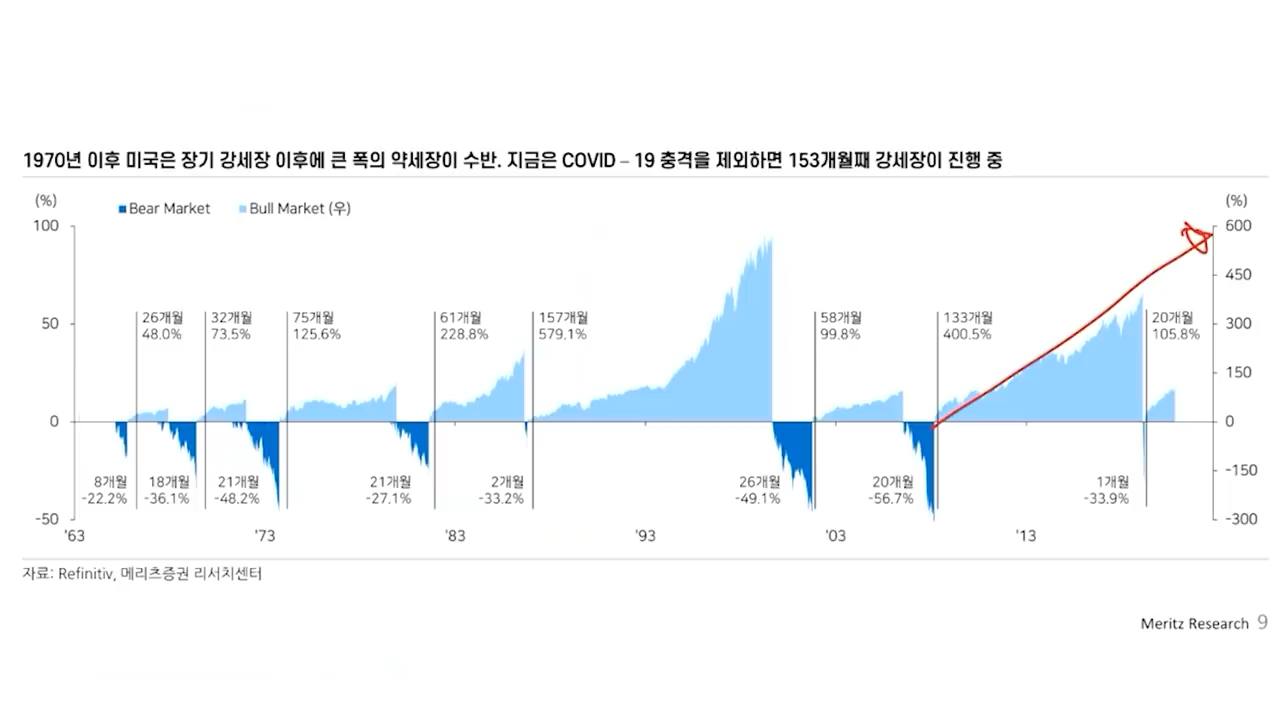 1970년 이후 미국은 장기 강세장 이후에 큰 폭의 약세장이 수반. 지금은 COVID – 19 충격을 제외하면 153개월째 강세장이 진행 중
(%)
Bear Market
Bull Market (우)
(%)
100
50
0
-50
600
450
300
150
0
-150
-300
26개월
48.0%
32개월
73.5%
75개월
125.6%
61개월
228.8%
157개월
579.1%
58개월
99.8%
133개월
400.5%
20개월
105.8%
8개월
-22.2%
18개월
-36.1%
21개월
-48.2%
21개월
-27.1%
2개월
-33.2%
26개월
-49.1%
20개월
-56.7%
1개월
-33.9%
'63
'73
'83
'93
'03
'13
자료: Refinitiv, 메리츠증권 리서치센터
Meritz Research 9